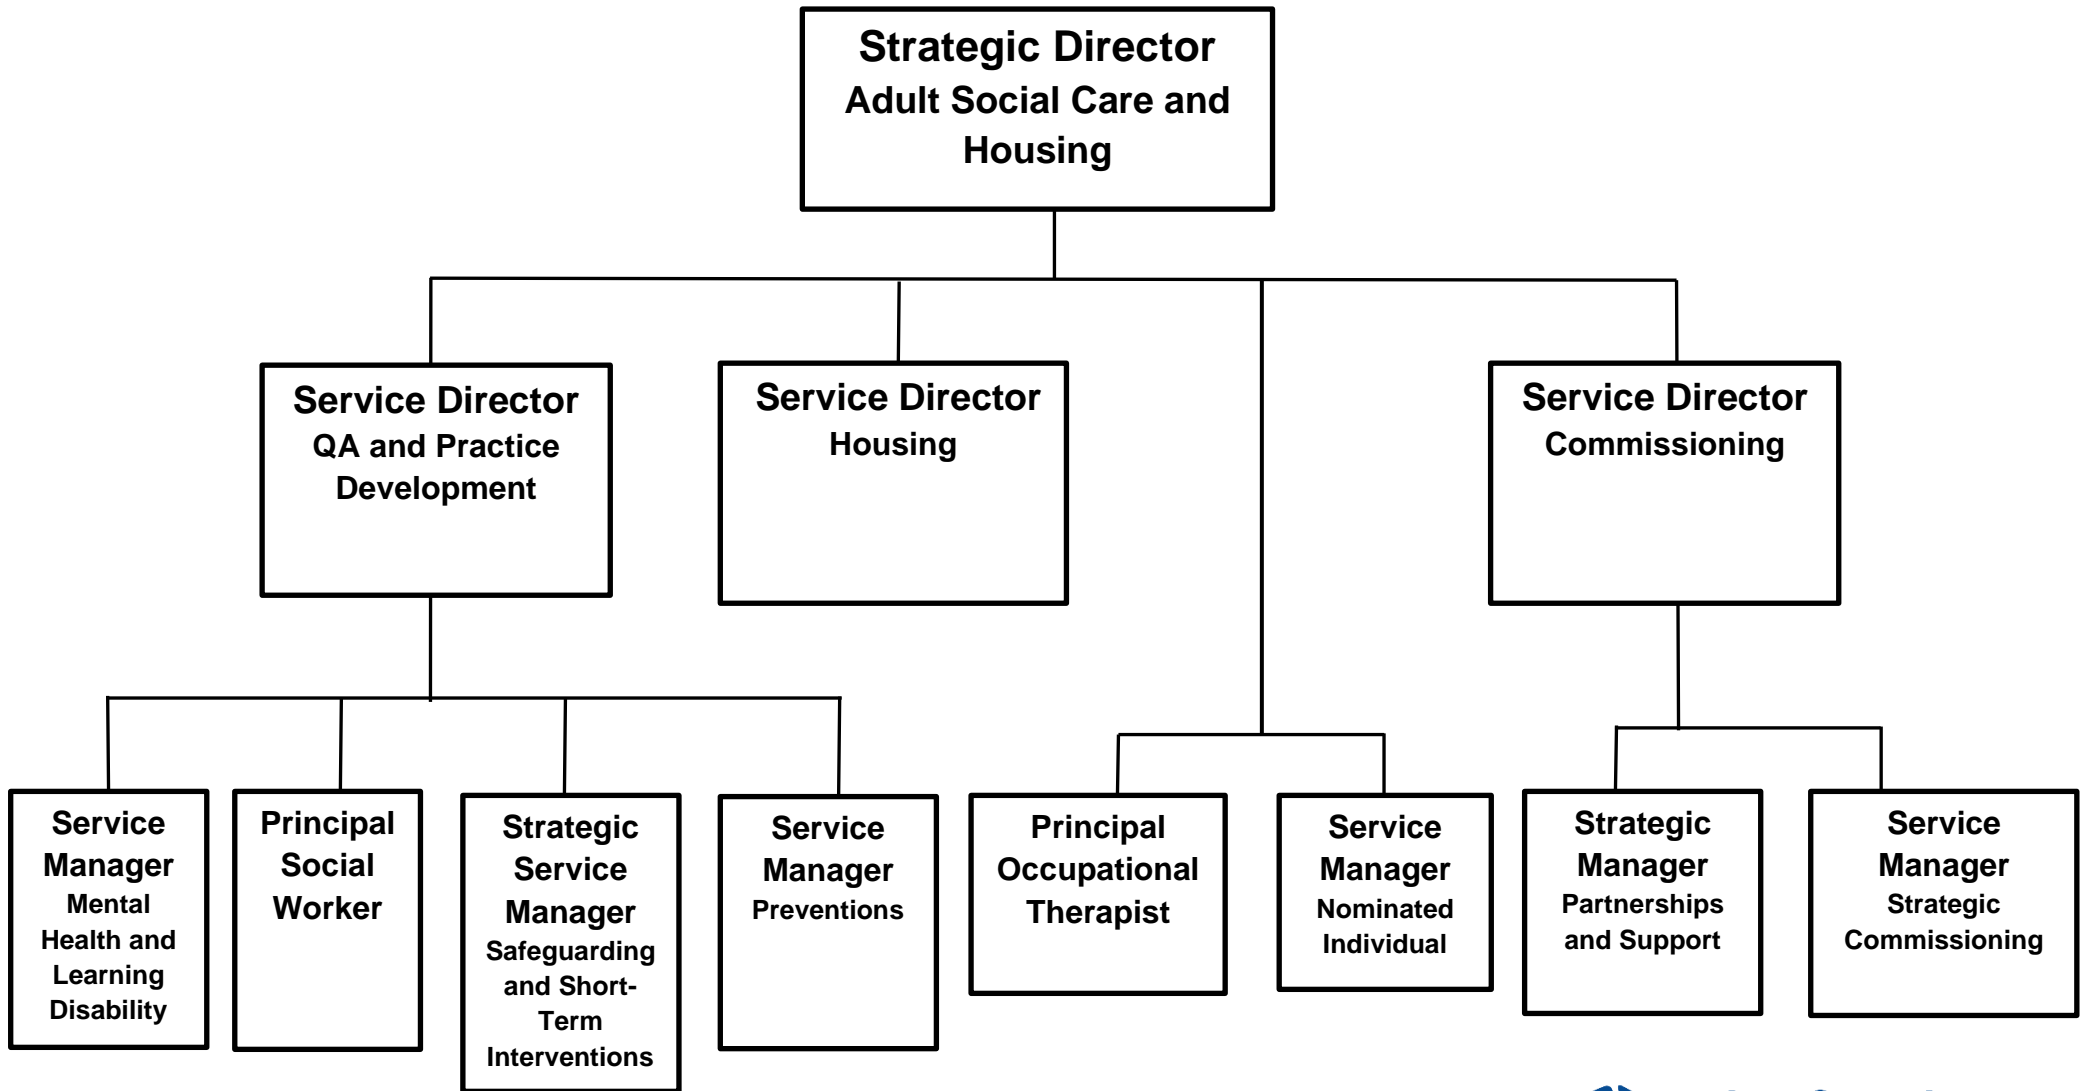 Strategic Director
Adult Social Care and
Housing
Service Director
QA and Practice
Development
Service Director
Housing
Service Director
Commissioning
Service
Manager
Mental
Health and
Learning
Disability
Principal
Social
Worker
Strategic
Service
Manager
Safeguarding
and Short-
Term
Interventions
Service
Manager
Preventions
Principal
Occupational
Therapist
Service
Manager
Nominated
Individual
Strategic
Manager
Partnerships
and Support
Service
Manager
Strategic
Commissioning